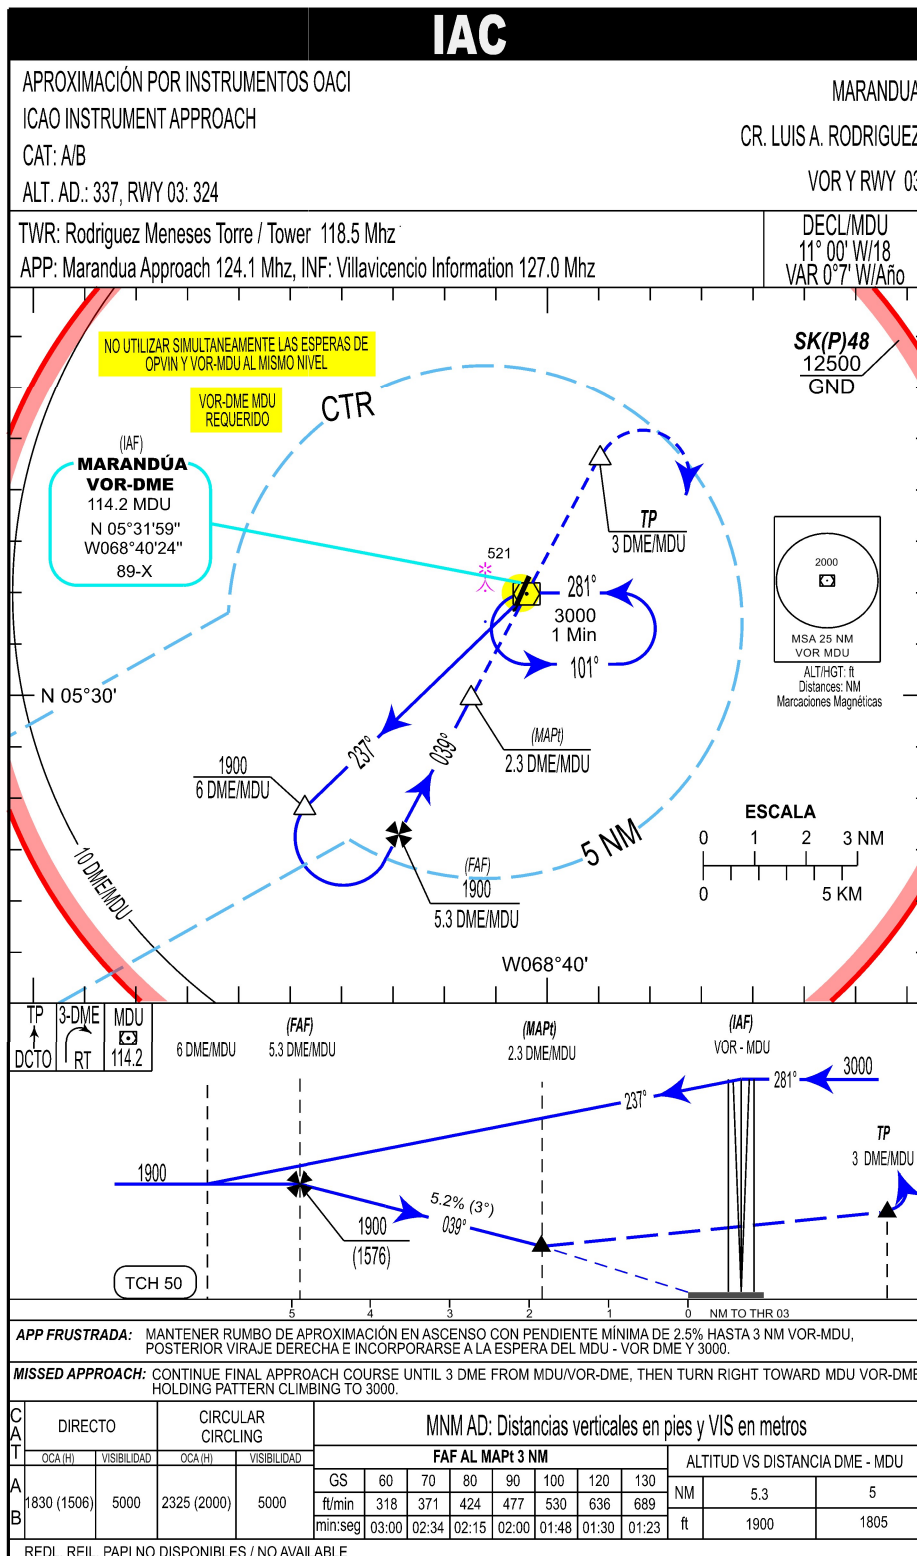 IAC
APROXIMACIÓN POR INSTRUMENTOS OACI
ICAO INSTRUMENT APPROACH
CAT: A/B
ALT. AD.: 337, RWY 03: 324
MARANDUA
CR. LUIS A. RODRIGUEZ
VOR Y RWY 03
TWR: Rodriguez Meneses Torre / Tower 118.5 Mhz
APP: Marandua Approach 124.1 Mhz, INF: Villavicencio Information 127.0 Mhz
DECL/MDU
11° 00' W/18
VAR 0°7' W/Año
NO UTILIZAR SIMULTANEAMENTE LAS ESPERAS DE
OPVIN Y VOR-MDU AL MISMO NIVEL
VOR-DME MDU
REQUERIDO
CTR
SK(P)48
12500
GND
(IAF)
MARANDÚA
VOR-DME
114.2 MDU
N 05°31'59"
W068°40'24"
89-X
TP
3 DME/MDU
521
281°
3000
1 Min
101°
2000
MSA 25 NM
VOR MDU
ALT/HGT: ft
Distances: NM
Marcaciones Magnéticas
N 05°30'
237°
039°
(MAPt)
2.3 DME/MDU
1900
6 DME/MDU
(FAF)
1900
5.3 DME/MDU
5 NM
10 DME/MDU
ESCALA
0 1 2 3 NM
0 5 KM
W068°40'
TP
DCTO
3-DME
RT
MDU
114.2
6 DME/MDU
(FAF)
5.3 DME/MDU
(MAPt)
2.3 DME/MDU
(IAF)
VOR - MDU
281°
3000
237°
TP
3 DME/MDU
1900
5.2% (3°)
039°
1900
(1576)
TCH 50
5 4 3 2 1 0 NM TO THR 03
APP FRUSTRADA: MANTENER RUMBO DE APROXIMACIÓN EN ASCENSO CON PENDIENTE MÍNIMA DE 2.5% HASTA 3 NM VOR-MDU,
POSTERIOR VIRAJE DERECHA E INCORPORARSE A LA ESPERA DEL MDU - VOR DME Y 3000.
MISSED APPROACH: CONTINUE FINAL APPROACH COURSE UNTIL 3 DME FROM MDU/VOR-DME, THEN TURN RIGHT TOWARD MDU VOR-DME
HOLDING PATTERN CLIMBING TO 3000.
CAT
DIRECTO
CIRCULAR
CIRCLING
MNM AD: Distancias verticales en pies y VIS en metros
OCA (H) VISIBILIDAD OCA (H) VISIBILIDAD
FAF AL MAPt 3 NM
ALTITUD VS DISTANCIA DME - MDU
A
B
1830 (1506) 5000 2325 (2000) 5000
GS 60 70 80 90 100 120 130
ft/min 318 371 424 477 530 636 689
min:seg 03:00 02:34 02:15 02:00 01:48 01:30 01:23
NM 5.3 5
ft 1900 1805
REDL, REIL, PAPI NO DISPONIBLES / NO AVAILABLE